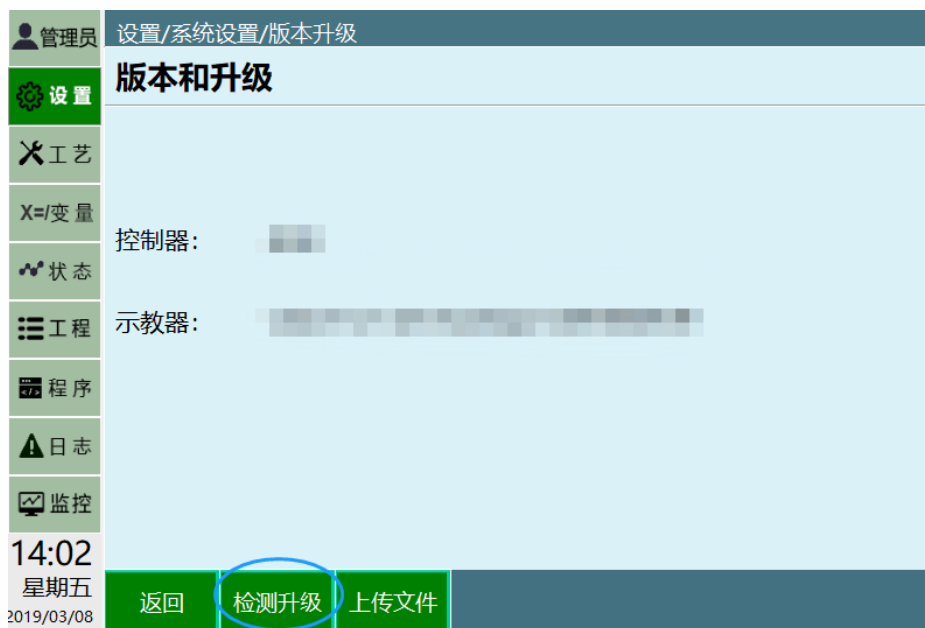 管理员
设置/系统设置/版本升级
版本和升级
设置
工艺
X=/变量
状态
工程
程序
日志
监控
控制器：
示教器：
14:02
星期五
2019/03/08
返回
检测升级
上传文件